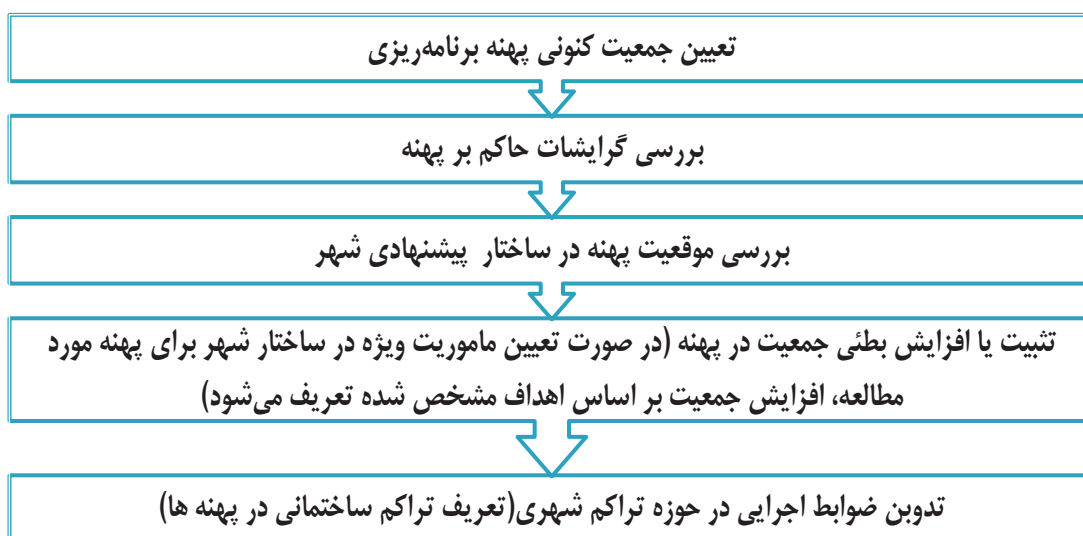 تعیین جمعیت کنونی پهنه برنامه‌ریزی
بررسی گرایشات حاکم بر پهنه
بررسی موقعیت پهنه در ساختار پیشنهادی شهر
تثبیت یا افزایش بطئی جمعیت در پهنه (در صورت تعیین ماموریت ویژه در ساختار شهر برای پهنه مورد
مطالعه، افزایش جمعیت بر اساس اهداف مشخص شده تعریف می‌شود)
تدوبن ضوابط اجرایی در حوزه تراکم شهری(تعریف تراکم ساختمانی در پهنه ها)